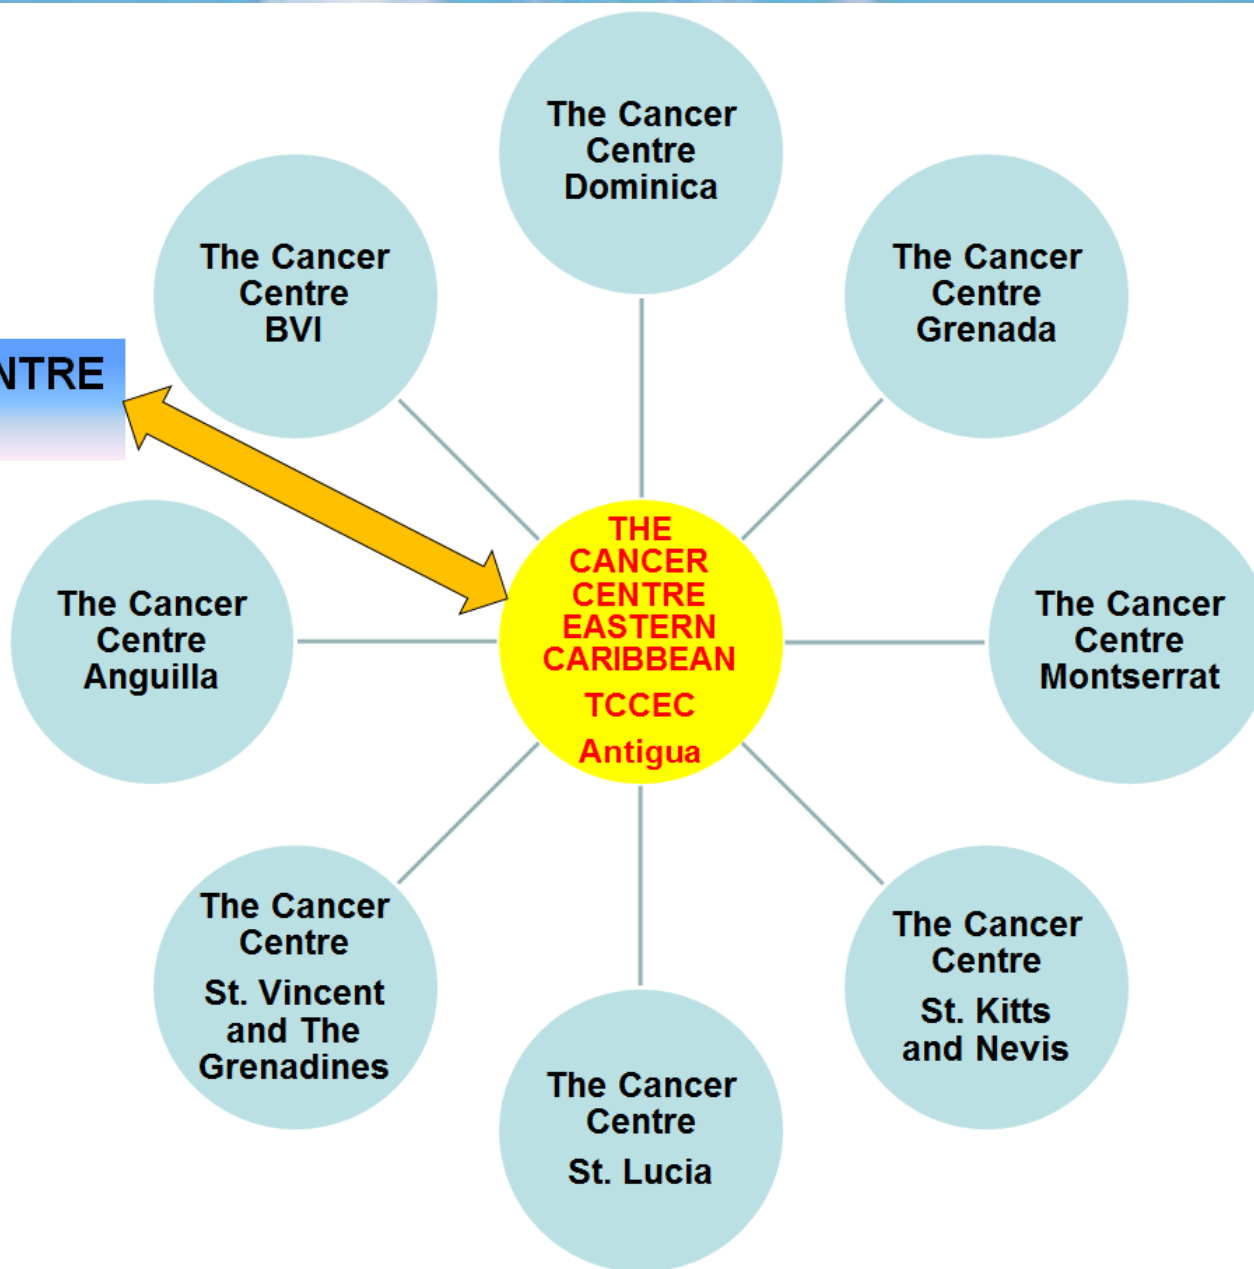 The Cancer
Centre
Dominica
The Cancer
Centre
BVI
The Cancer
Centre
Grenada
THE
CANCER
CENTRE
EASTERN
CARIBBEAN
TCCEC
Antigua
The Cancer
Centre
Anguilla
The Cancer
Centre
Montserrat
The Cancer
Centre
St. Vincent
and The
Grenadines
The Cancer
Centre
St. Kitts
and Nevis
The Cancer
Centre
St. Lucia